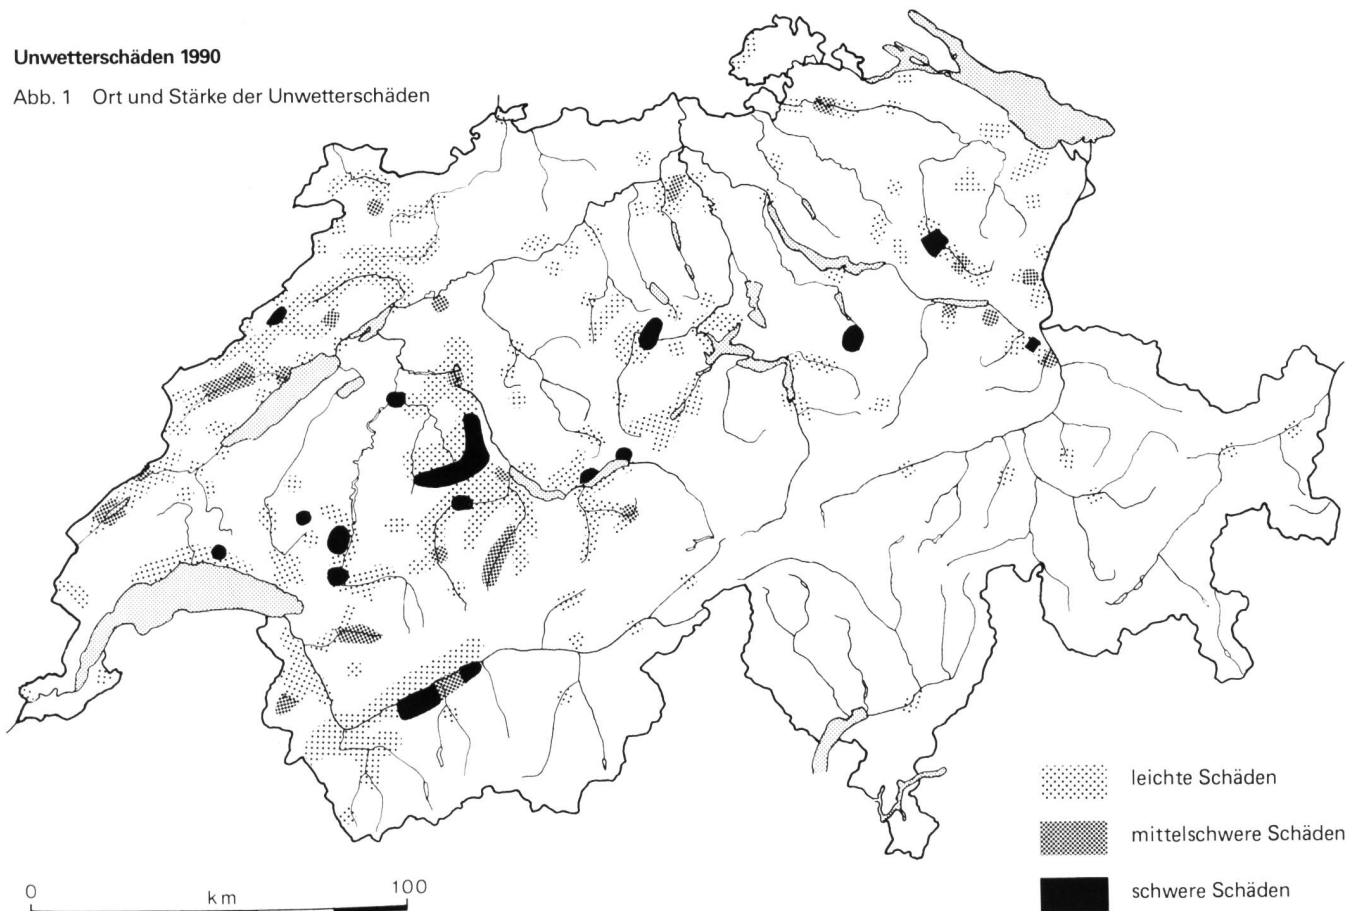 Unwetterschäden 1990
Abb. 1 Ort und Stärke der Unwetterschäden
leichte Schäden
mittelschwere Schäden
schwere Schäden
0 km 100